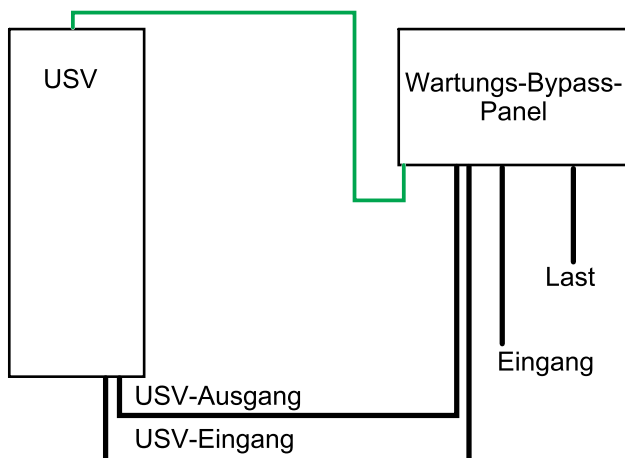 USV
Wartungs-Bypass-
Panel
Last
Eingang
USV-Ausgang
USV-Eingang